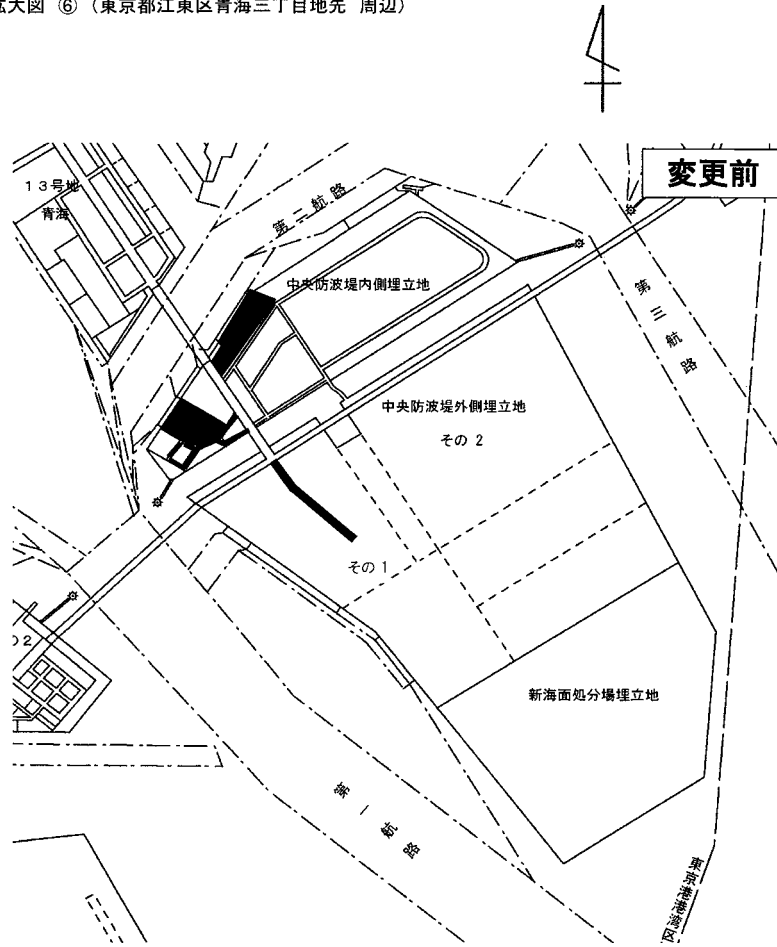 拡大図 ⑥ （東京都江東区青海三丁目地先 周辺）
変更前
13号地
青海
第二航路
中央防波堤内側埋立地
第三航路
中央防波堤外側埋立地
その 2
その 1
の2
新海面処分場埋立地
第一航路
東京港港湾区